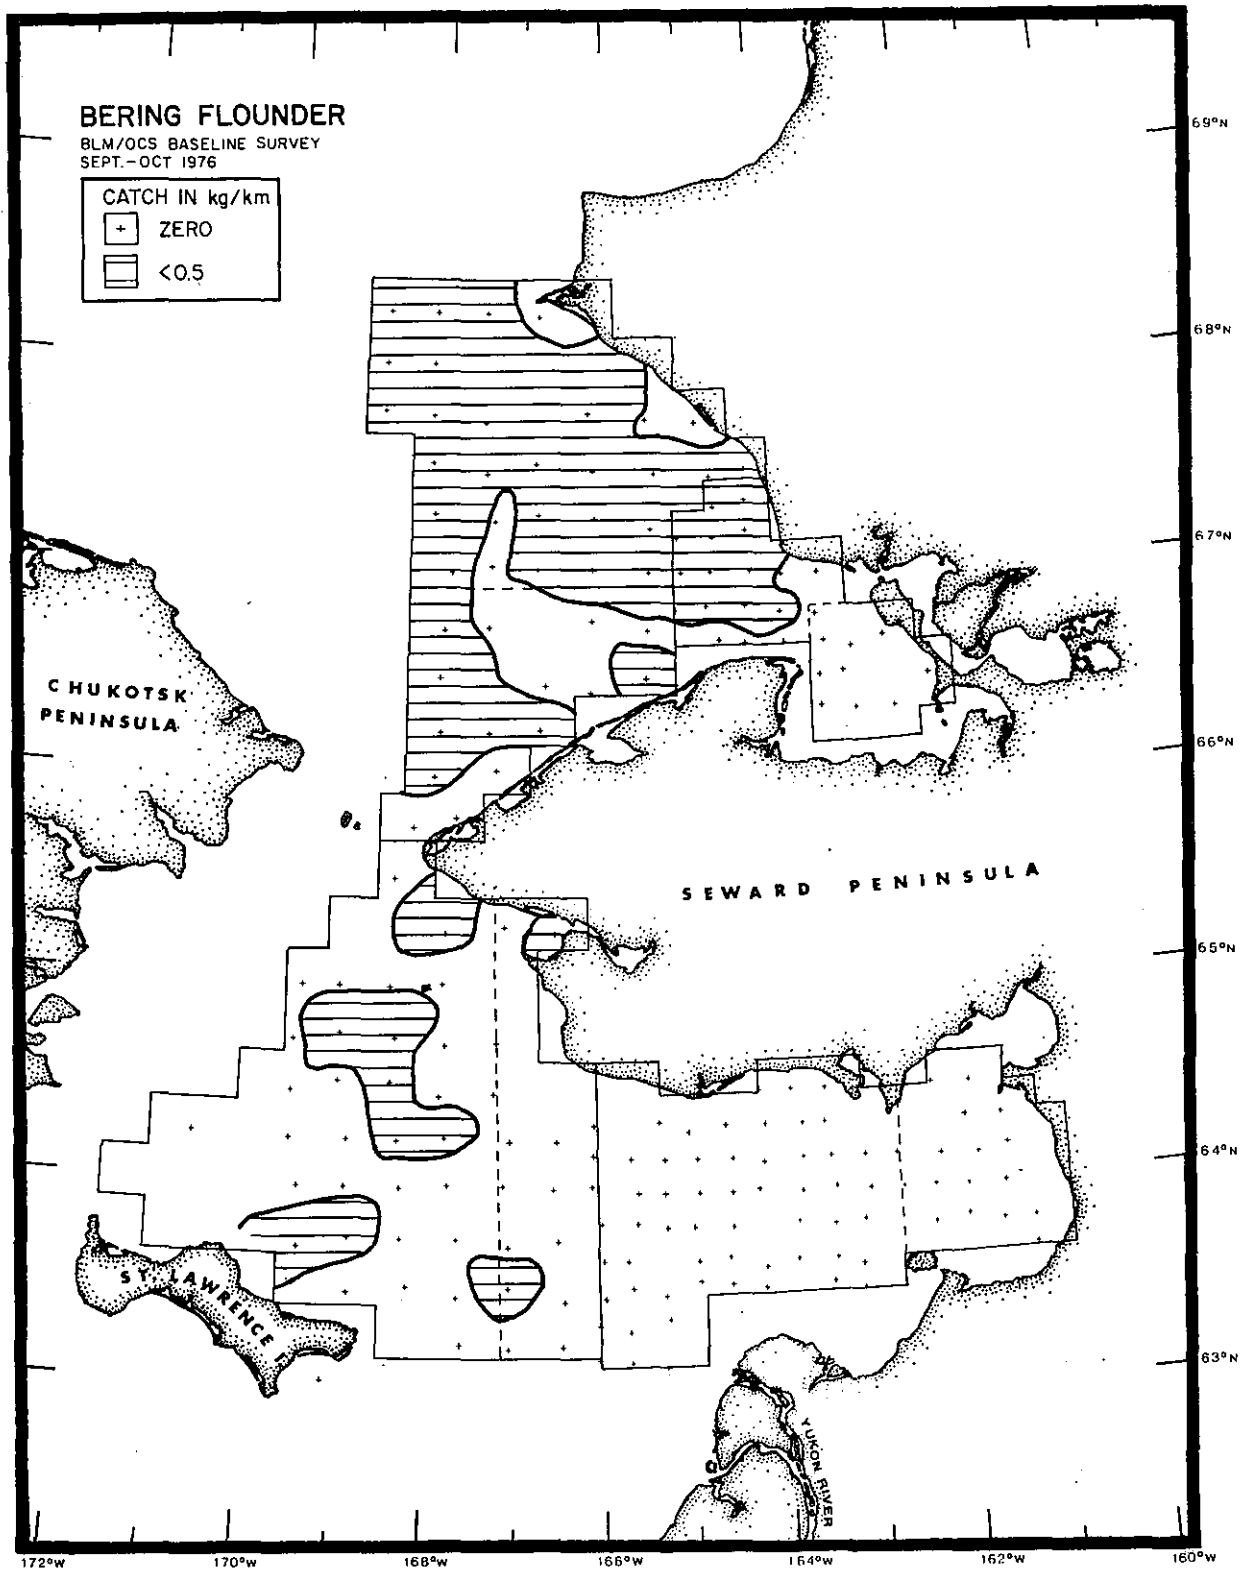 BERING FLOUNDER
BLM/OCS BASELINE SURVEY
SEPT.-OCT 1976
CATCH IN kg/km
+ ZERO
<0.5
69°N
68°N
67°N
CHUKOTSK
PENINSULA
66°N
SEWARD PENINSULA
65°N
64°N
ST. LAWRENCE I.
63°N
YUKON RIVER
172°W 170°W 168°W 166°W 164°W 162°W 160°W